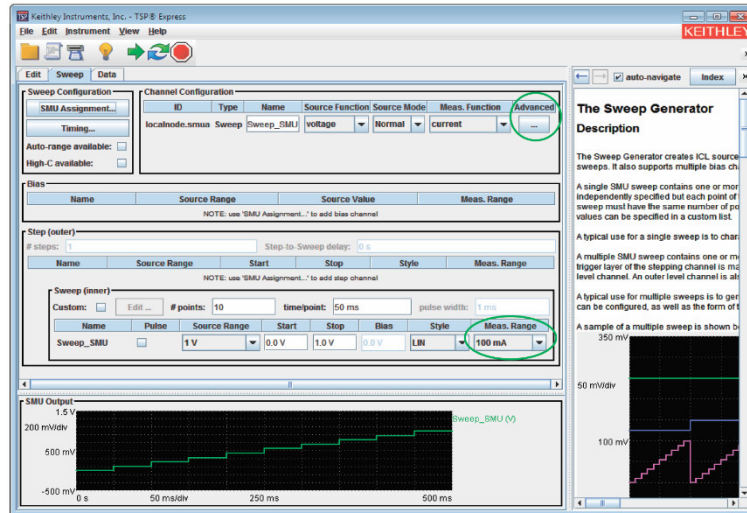 Keithley Instruments, Inc. - TSP® Express
File Edit Instrument View Help
KEITHLEY
Edit Sweep Data
auto-navigate Index
Sweep Configuration
SMU Assignment...
Timing...
Auto-range available:
High-C available:
Channel Configuration
ID Type Name Source Function Source Mode Meas. Function Advanced
localnode.smua Sweep Sweep_SMU voltage Normal current ...
Bias
Name Source Range Source Value Meas. Range
NOTE: use 'SMU Assignment...' to add bias channel
Step (outer)
# steps: 1 Step-to-Sweep delay: 0 s
Name Source Range Start Stop Style Meas. Range
NOTE: use 'SMU Assignment...' to add step channel
Sweep (inner)
Custom: Edit ... # points: 10 time/point: 50 ms pulse width: 1 ms
Name Pulse Source Range Start Stop Bias Style Meas. Range
Sweep_SMU 1 V 0.0 V 1.0 V 0.0 V LIN 100 mA
SMU Output
1.5 V
200 mV/div
500 mV
-500 mV
0 s 50 ms/div 250 ms 500 ms
Sweep_SMU (V)
The Sweep Generator
Description
The Sweep Generator creates ICL source
sweeps. It also supports multiple bias ch
A single SMU sweep contains one or mor
independently specified but each point of
sweep must have the same number of po
values can be specified in a custom list.
A typical use for a single sweep is to char
A multiple SMU sweep contains one or m
trigger layer of the stepping channel is ma
level channel. An outer level channel is als
A typical use for multiple sweeps is to gen
can be configured, as well as the form of t
A sample of a multiple sweep is shown b
350 mV
50 mV/div
100 mV